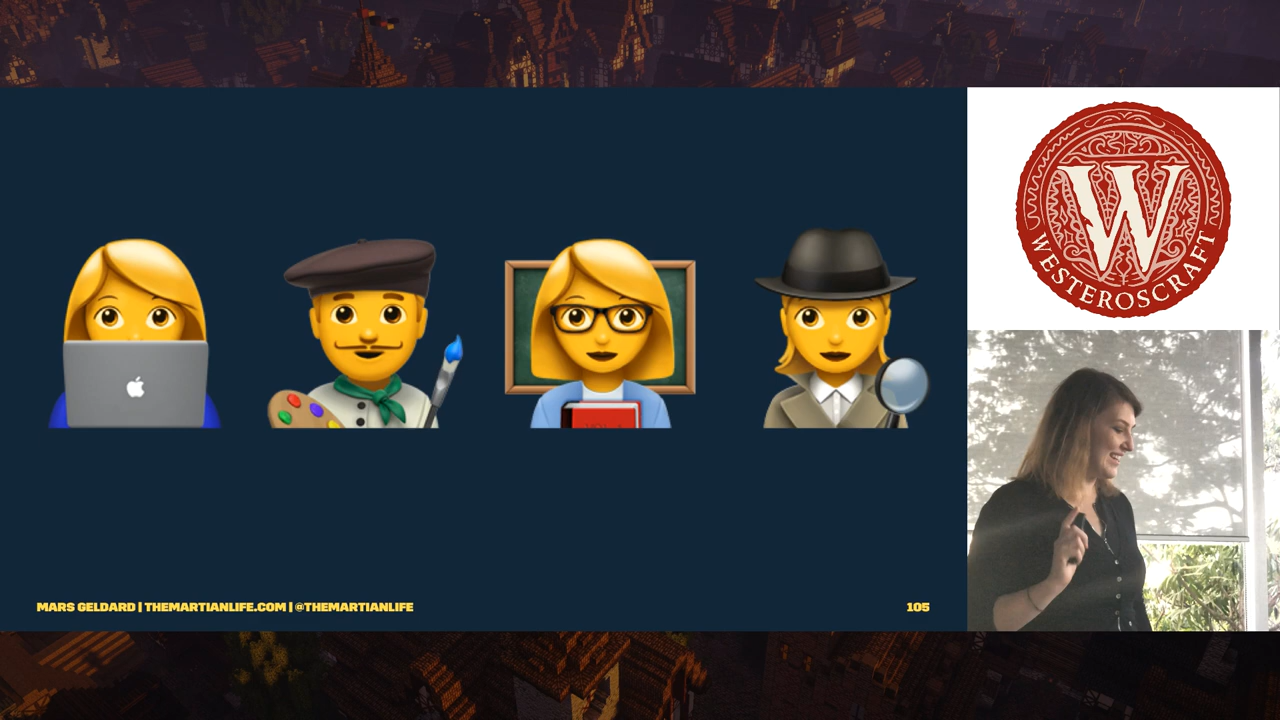 W
WESTEROSCRAFT
MARS GELDARD | THEMARTIANLIFE.COM | @THEMARTIANLIFE
105